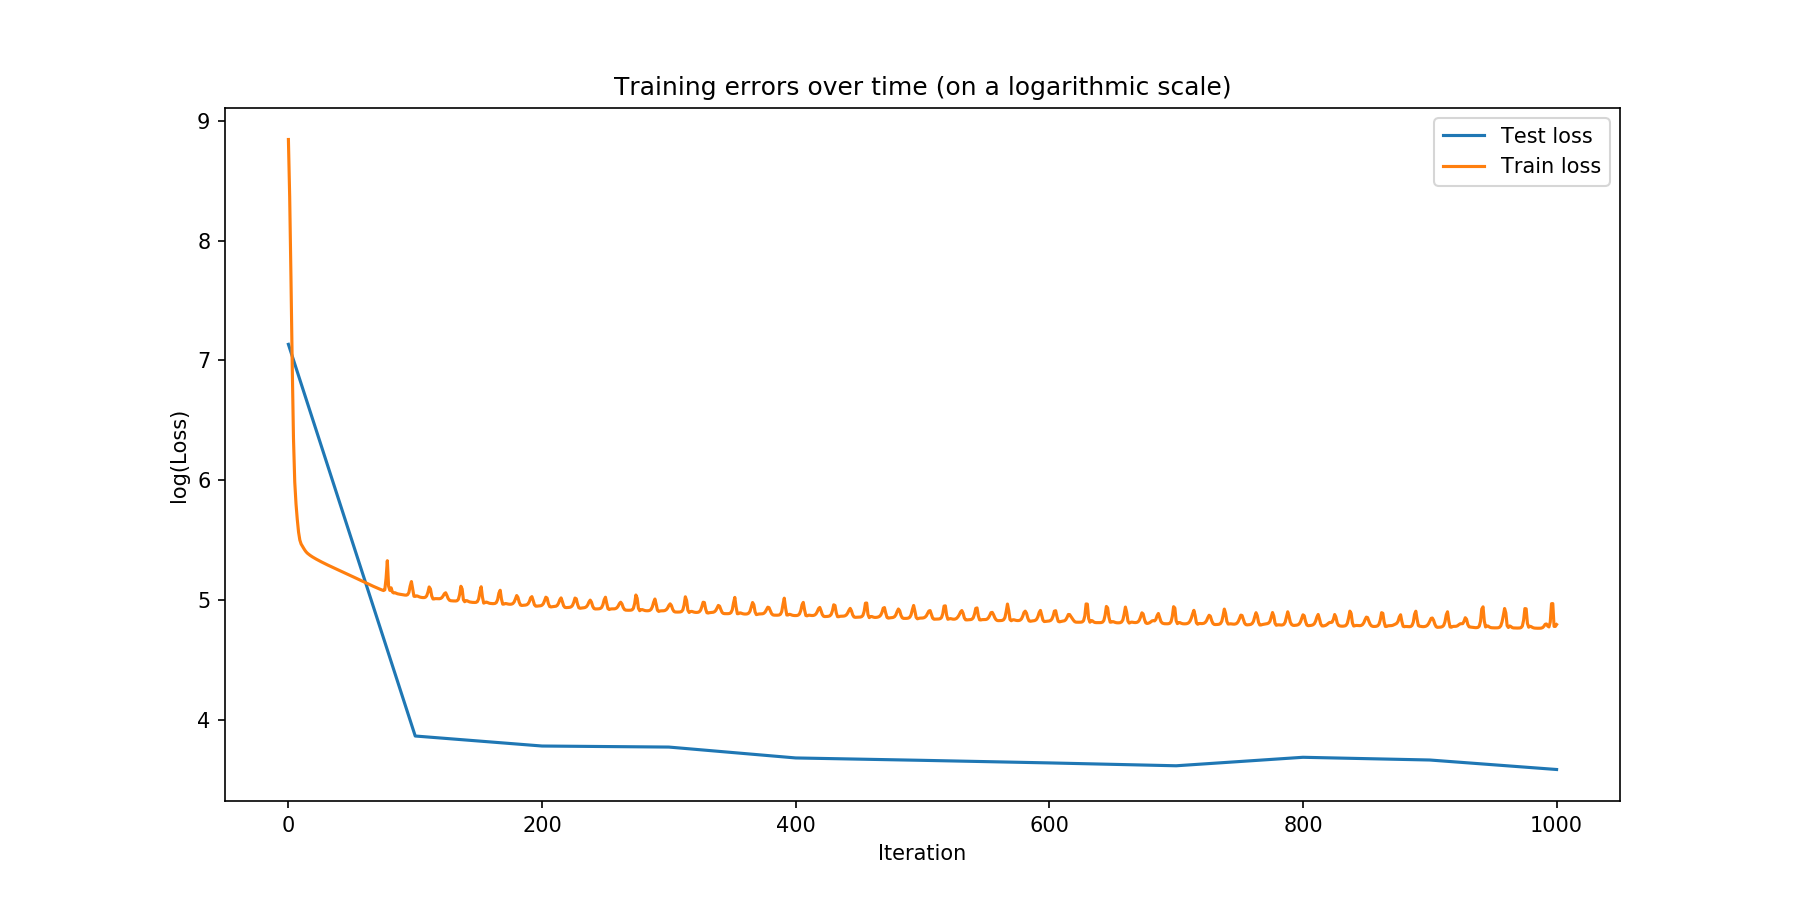 Training errors over time (on a logarithmic scale)
Test loss
Train loss
log(Loss)
9
8
7
6
5
4
0 200 400 600 800 1000
Iteration